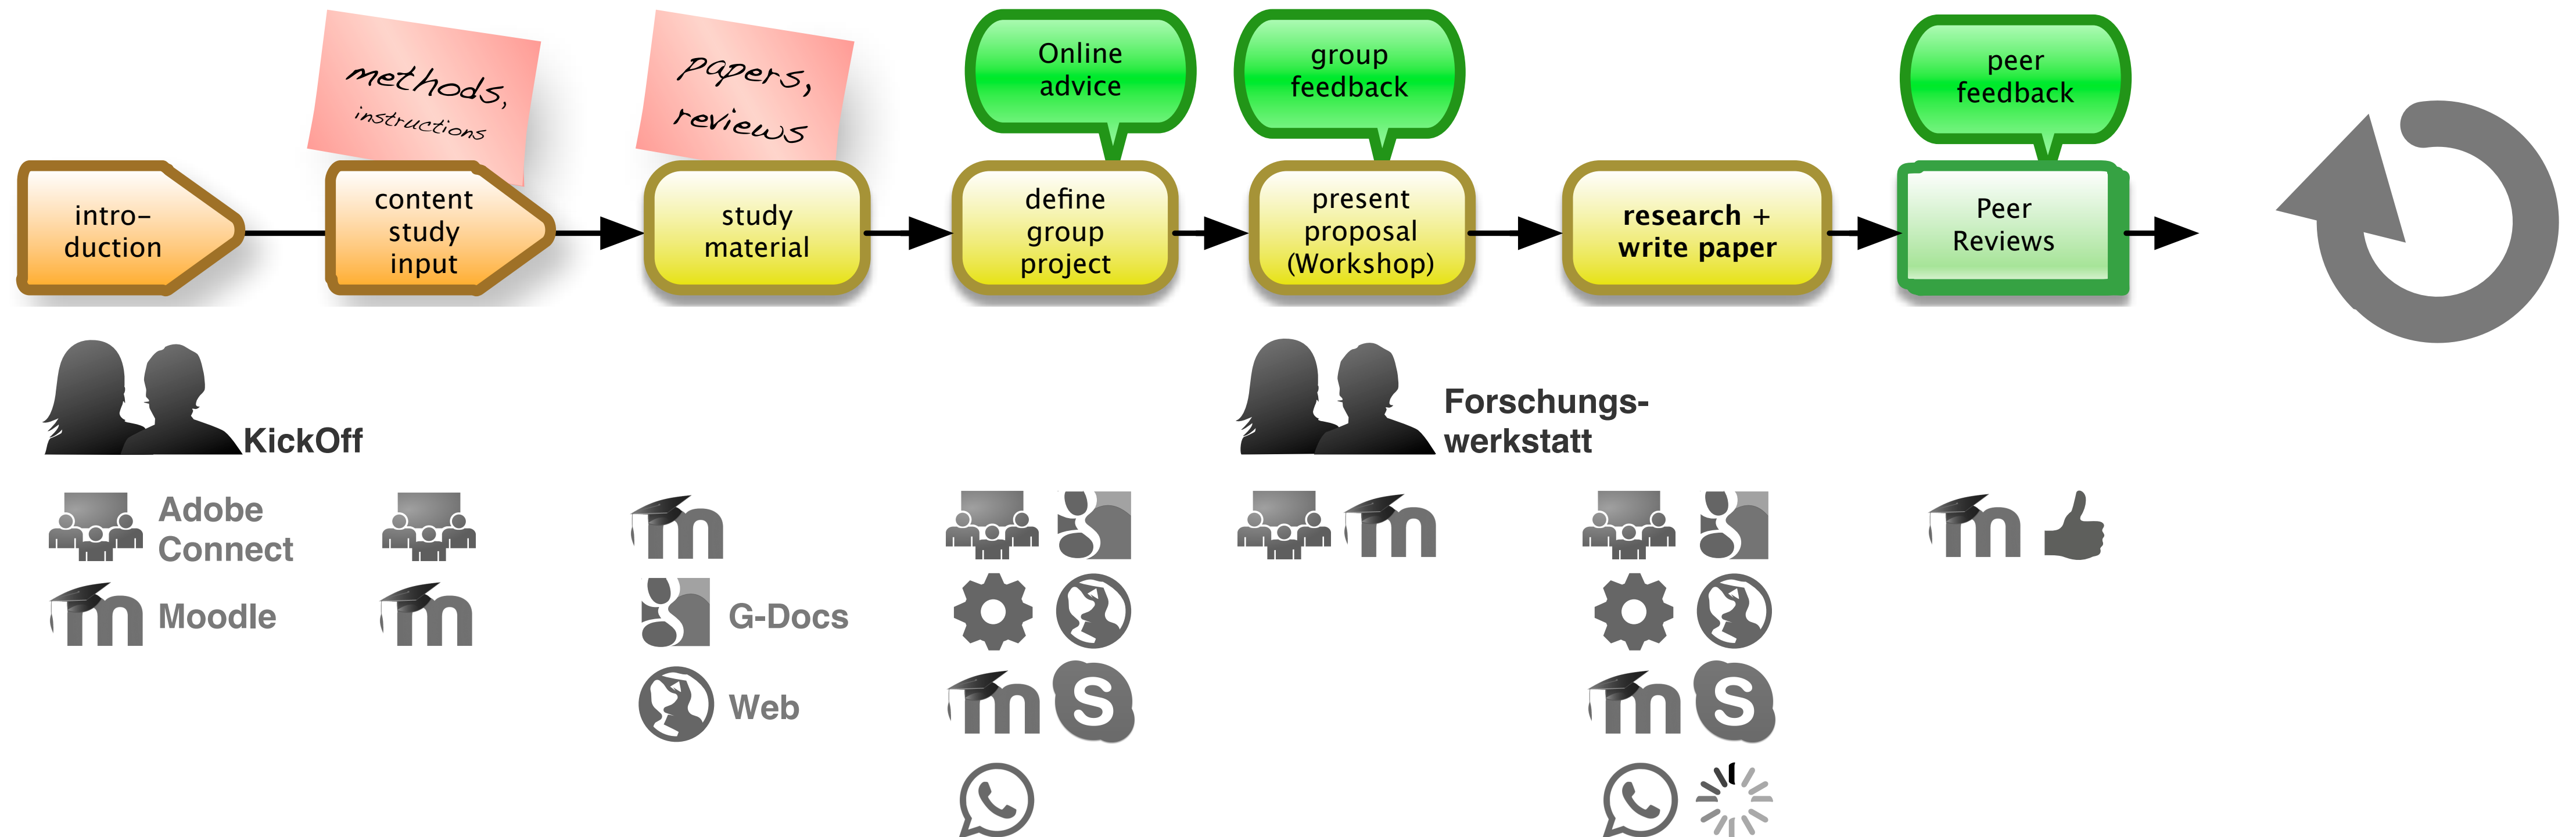 methods,
instructions
papers,
reviews
Online
advice
group
feedback
peer
feedback
intro-
duction
content
study
input
study
material
define
group
project
present
proposal
(Workshop)
research +
write paper
Peer
Reviews
KickOff
Forschungs-
werkstatt
Adobe
Connect
m
Moodle
m
m
G-Docs
Web
m
S
m
m
S
m